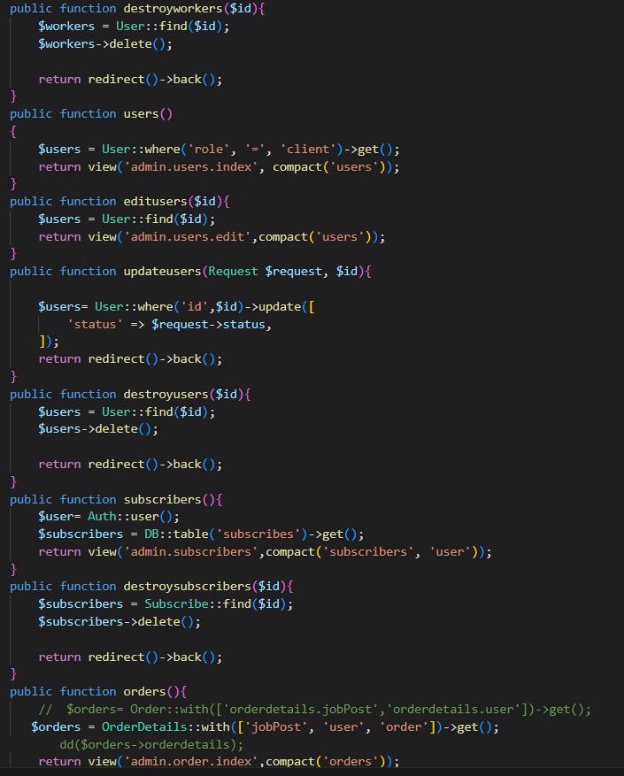 public function destroyworkers($id){
    $workers = User::find($id);
    $workers->delete();

    return redirect()->back();
}
public function users()
{
    $users = User::where('role', '=', 'client')->get();
    return view('admin.users.index', compact('users'));
}
public function editusers($id){
    $users = User::find($id);
    return view('admin.users.edit',compact('users'));
}
public function updateusers(Request $request, $id){

    $users= User::where('id',$id)->update([
        'status' => $request->status,
    ]);
    return redirect()->back();
}
public function destroyusers($id){
    $users = User::find($id);
    $users->delete();

    return redirect()->back();
}
public function subscribers(){
    $user= Auth::user();
    $subscribers = DB::table('subscribes')->get();
    return view('admin.subscribers',compact('subscribers', 'user'));
}
public function destroysubscribers($id){
    $subscribers = Subscribe::find($id);
    $subscribers->delete();

    return redirect()->back();
}
public function orders(){
    //  $orders= Order::with(['orderdetails.jobPost','orderdetails.user'])->get();
   $orders = OrderDetails::with(['jobPost', 'user', 'order'])->get();
       dd($orders->orderdetails);
    return view('admin.order.index',compact('orders'));